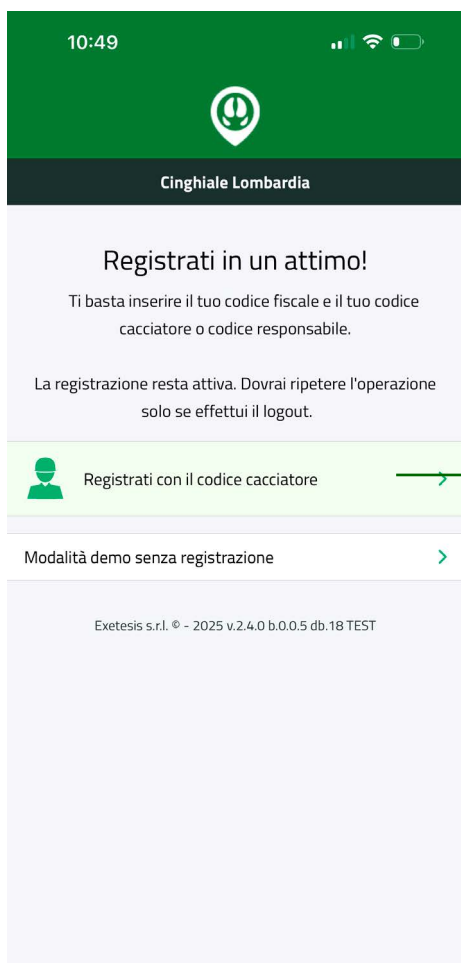 10:49
Cinghiale Lombardia
Registrati in un attimo!
Ti basta inserire il tuo codice fiscale e il tuo codice
cacciatore o codice responsabile.
La registrazione resta attiva. Dovrai ripetere l'operazione
solo se effettui il logout.
Registrati con il codice cacciatore
Modalità demo senza registrazione
Exetesis s.r.l. © - 2025 v.2.4.0 b.0.0.5 db.18 TEST